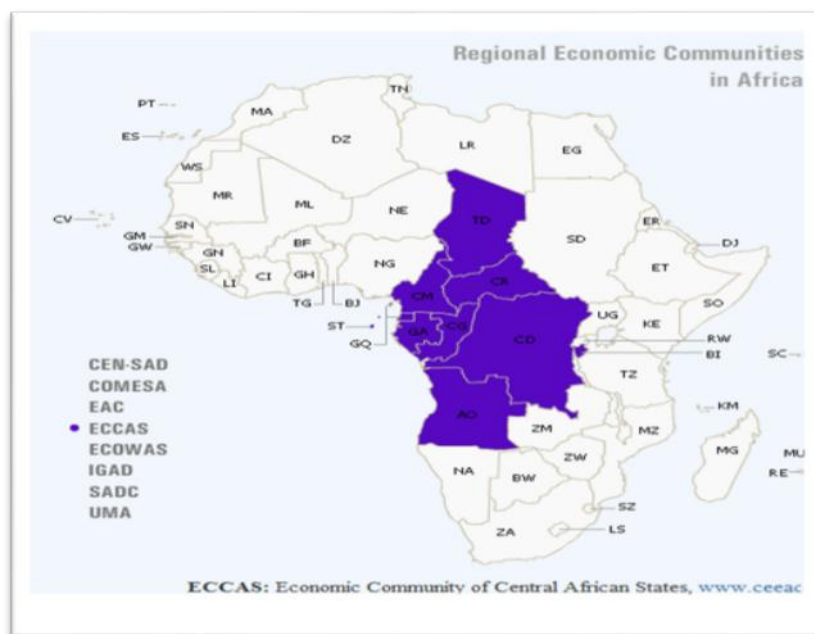 Regional Economic Communities
in Africa
TN
PT
MA
ES
DZ
LR
EG
WS
MR
ML
NE
TD
CV
SN
ER
GM
BF
SD
DJ
GW
GN
NG
SL
CI
GH
ET
LI
CR
SO
TG
BJ
CM
ST
GA
CG
UG
KE
GQ
CD
RW
BI
SC
TZ
CEN-SAD
COMESA
EAC
ECCAS
ECOWAS
IGAD
SADC
UMA
AO
KM
ZM
MZ
MG
MU
ZW
RE
NA
BW
SZ
ZA
LS
ECCAS: Economic Community of Central African States, www.ceeac